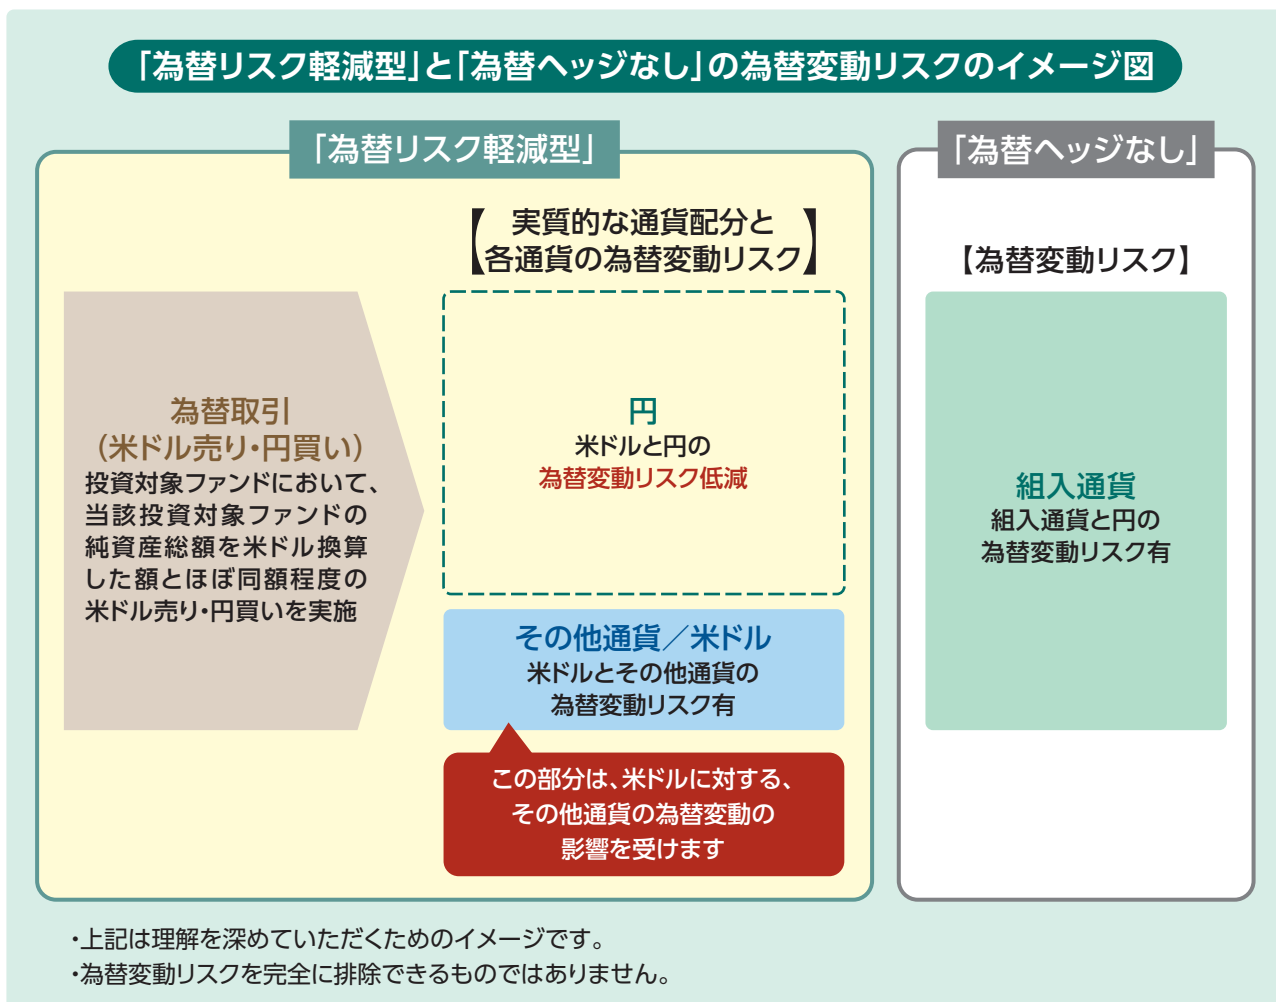 「為替リスク軽減型」と「為替ヘッジなし」の為替変動リスクのイメージ図
「為替リスク軽減型」
【実質的な通貨配分と
各通貨の為替変動リスク】
為替取引
（米ドル売り・円買い）
投資対象ファンドにおいて、
当該投資対象ファンドの
純資産総額を米ドル換算
した額とほぼ同額程度の
米ドル売り・円買いを実施
円
米ドルと円の
為替変動リスク低減
その他通貨／米ドル
米ドルとその他通貨の
為替変動リスク有
この部分は、米ドルに対する、
その他通貨の為替変動の
影響を受けます
「為替ヘッジなし」
【為替変動リスク】
組入通貨
組入通貨と円の
為替変動リスク有
・上記は理解を深めていただくためのイメージです。
・為替変動リスクを完全に排除できるものではありません。